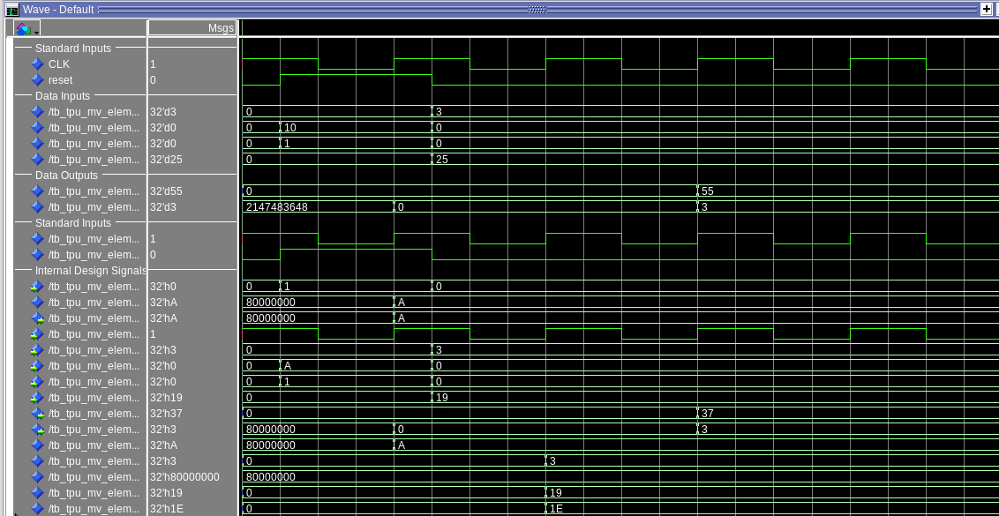 Wave - Default
Msgs
Standard Inputs
CLK 1
reset 0
Data Inputs
/tb_tpu_mv_elem... 32'd3 0 3
/tb_tpu_mv_elem... 32'd0 0 10 0
/tb_tpu_mv_elem... 32'd0 0 1 0
/tb_tpu_mv_elem... 32'd25 0 25
Data Outputs
/tb_tpu_mv_elem... 32'd55 0 55
/tb_tpu_mv_elem... 32'd3 2147483648 0 3
Standard Inputs
/tb_tpu_mv_elem... 1
/tb_tpu_mv_elem... 0
Internal Design Signals
/tb_tpu_mv_elem... 32'h0 0 1 0
/tb_tpu_mv_elem... 32'hA 80000000 A
/tb_tpu_mv_elem... 32'hA 80000000 A
/tb_tpu_mv_elem... 1
/tb_tpu_mv_elem... 32'h3 0 3
/tb_tpu_mv_elem... 32'h0 0 A 0
/tb_tpu_mv_elem... 32'h0 0 1 0
/tb_tpu_mv_elem... 32'h19 0 19
/tb_tpu_mv_elem... 32'h37 0 37
/tb_tpu_mv_elem... 32'h3 80000000 0 3
/tb_tpu_mv_elem... 32'hA 80000000 A
/tb_tpu_mv_elem... 32'h3 0 3
/tb_tpu_mv_elem... 32'h80000000 80000000
/tb_tpu_mv_elem... 32'h19 0 19
/tb_tpu_mv_elem... 32'h1E 0 1E